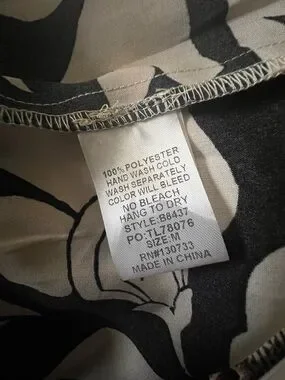 100% POLYESTER
HAND WASH COLD
WASH SEPARATELY
COLOR WILL BLEED
NO BLEACH
HANG TO DRY
STYLE:B8437
PO:TL78076
SIZE:M
RN#130733
MADE IN CHINA